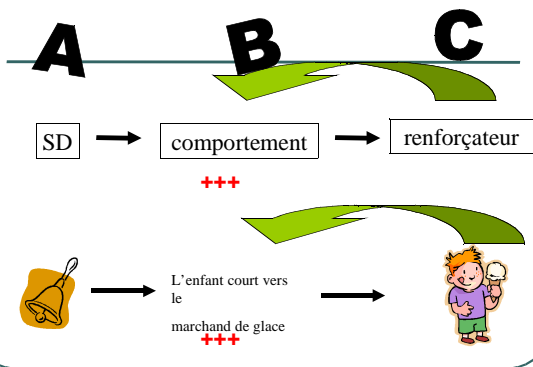 A B C
SD comportement renforçateur
+++
L’enfant court vers
le
marchand de glace
+++